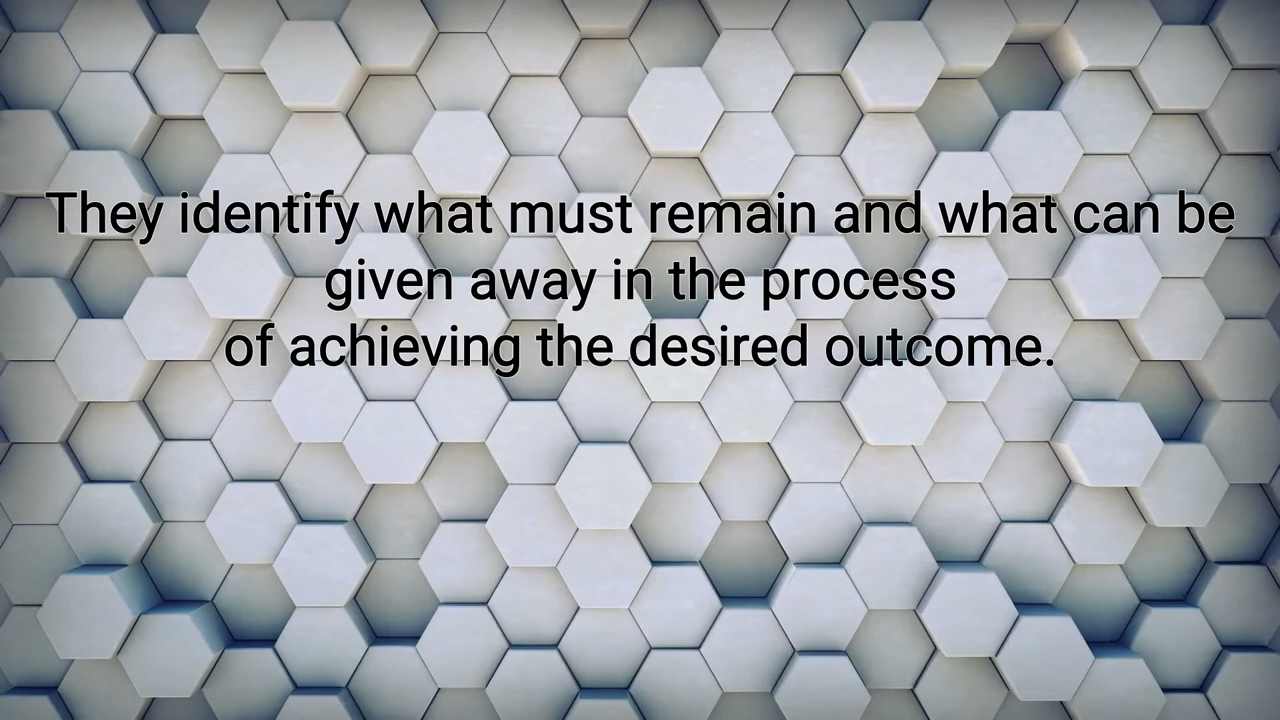 They identify what must remain and what can be
given away in the process
of achieving the desired outcome.